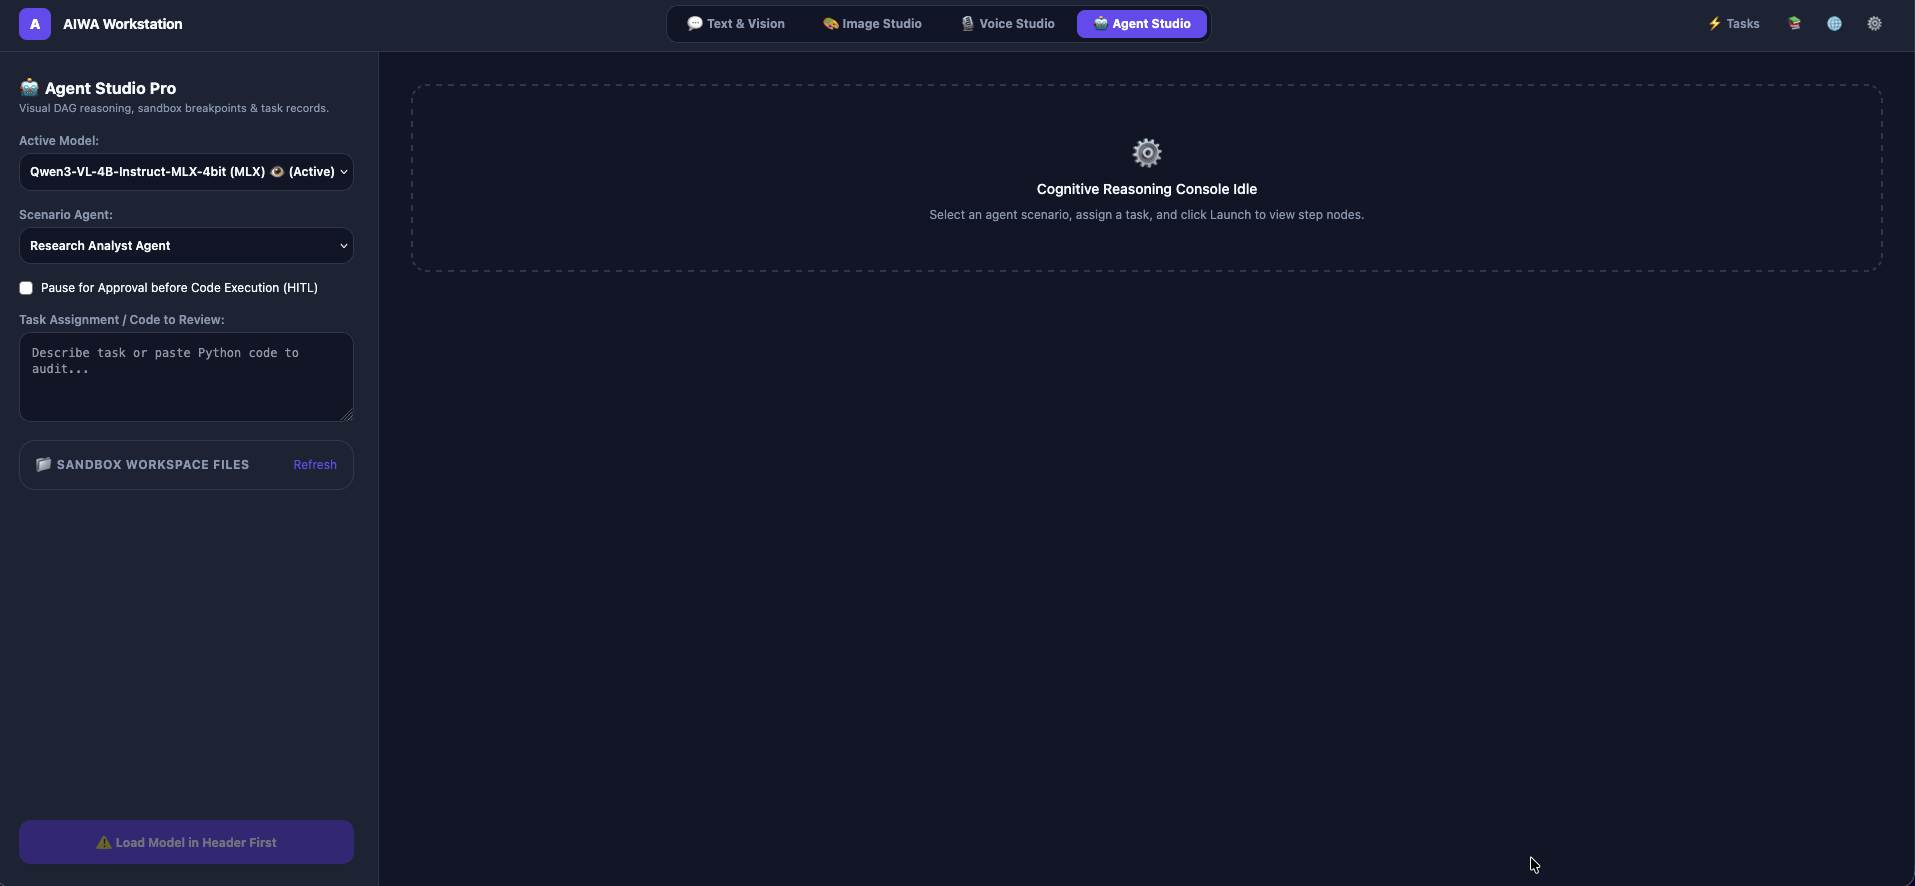 A AIWA Workstation
💬 Text & Vision 🎨 Image Studio 🎙️ Voice Studio 🤖 Agent Studio
⚡ Tasks
🤖 Agent Studio Pro
Visual DAG reasoning, sandbox breakpoints & task records.
Active Model:
Qwen3-VL-4B-Instruct-MLX-4bit (MLX) 👁️ (Active)
Scenario Agent:
Research Analyst Agent
Pause for Approval before Code Execution (HITL)
Task Assignment / Code to Review:
Describe task or paste Python code to
audit...
📁 SANDBOX WORKSPACE FILES Refresh
⚠️ Load Model in Header First
Cognitive Reasoning Console Idle
Select an agent scenario, assign a task, and click Launch to view step nodes.